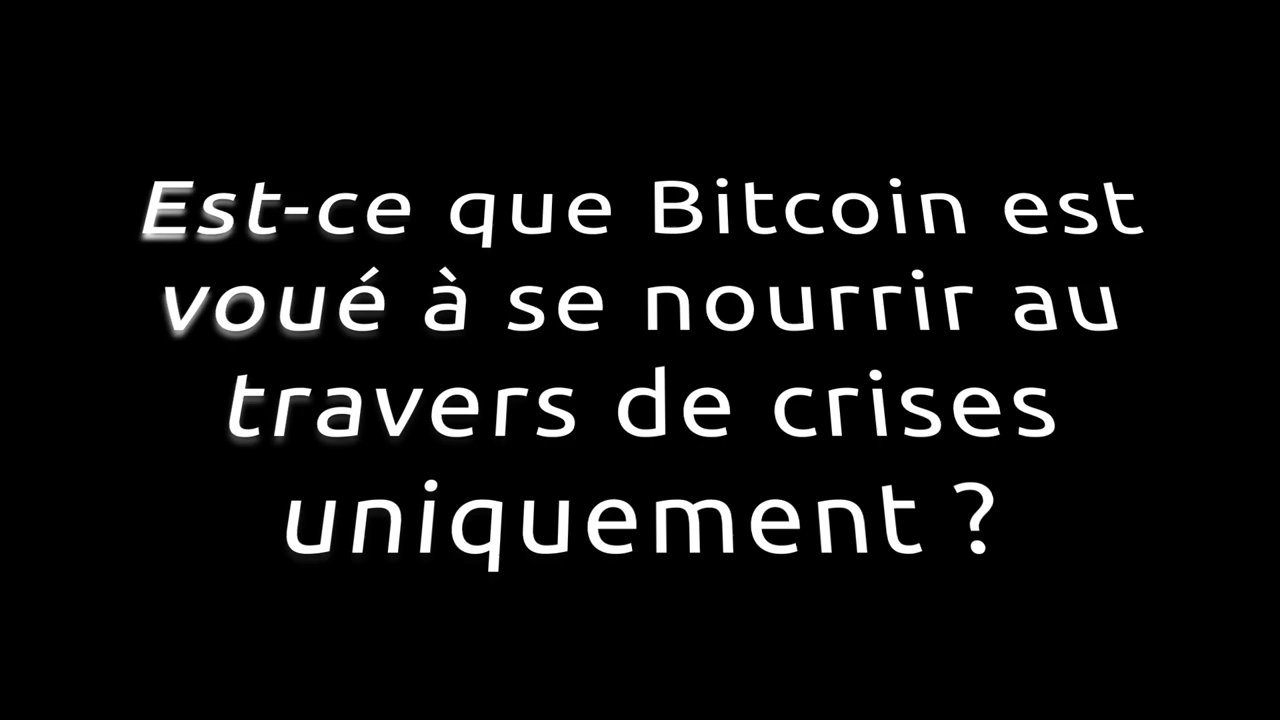 Est-ce que Bitcoin est
voué à se nourrir au
travers de crises
uniquement ?